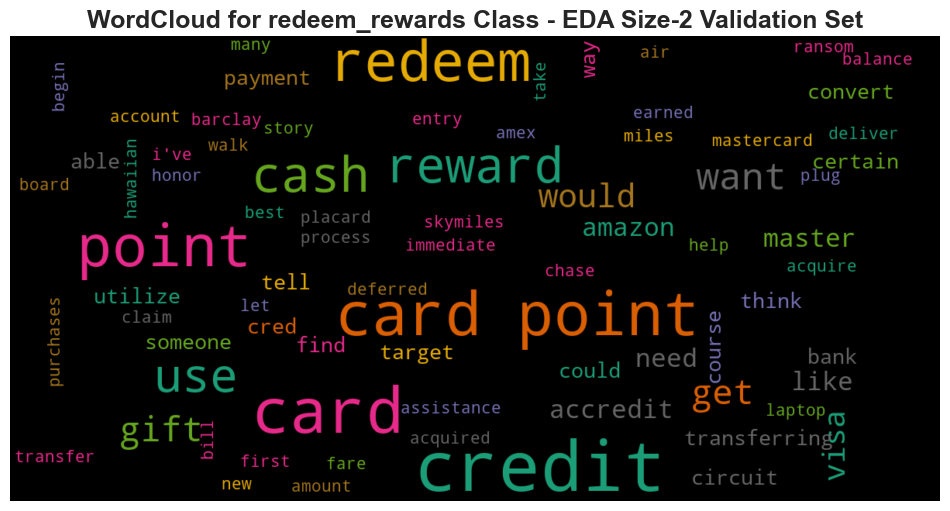 WordCloud for redeem_rewards Class - EDA Size-2 Validation Set
many
redeem
way
air
ransom
balance
begin
payment
take
convert
account
barclay
story
entry
amex
earned
miles
mastercard
deliver
able
i've
walk
cash
reward
want
certain
plug
board
hawaiian
honor
would
best
placard
process
skymiles
immediate
amazon
help
master
point
chase
acquire
tell
deferred
utilize
claim
let
cred
card point
think
purchases
someone
find
target
could
need
course
bank
like
use
card
assistance
accredit
get
laptop
visa
gift
bill
acquired
transferring
transfer
first
fare
credit
circuit
new
amount